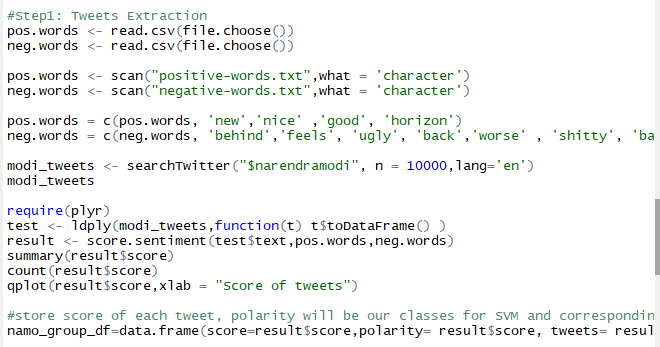 #Step1: Tweets Extraction
pos.words <- read.csv(file.choose())
neg.words <- read.csv(file.choose())
pos.words <- scan("positive-words.txt",what = 'character')
neg.words <- scan("negative-words.txt",what = 'character')
pos.words = c(pos.words, 'new','nice' ,'good', 'horizon')
neg.words = c(neg.words, 'behind','feels', 'ugly', 'back','worse' , 'shitty', 'ba
modi_tweets <- searchTwitter("$narendramodi", n = 10000,lang='en')
modi_tweets
require(plyr)
test <- ldply(modi_tweets,function(t) t$toDataFrame() )
result <- score.sentiment(test$text,pos.words,neg.words)
summary(result$score)
count(result$score)
qplot(result$score,xlab = "Score of tweets")
#store score of each tweet, polarity will be our classes for SVM and correspondin
namo_group_df=data.frame(score=result$score,polarity= result$score, tweets= resul